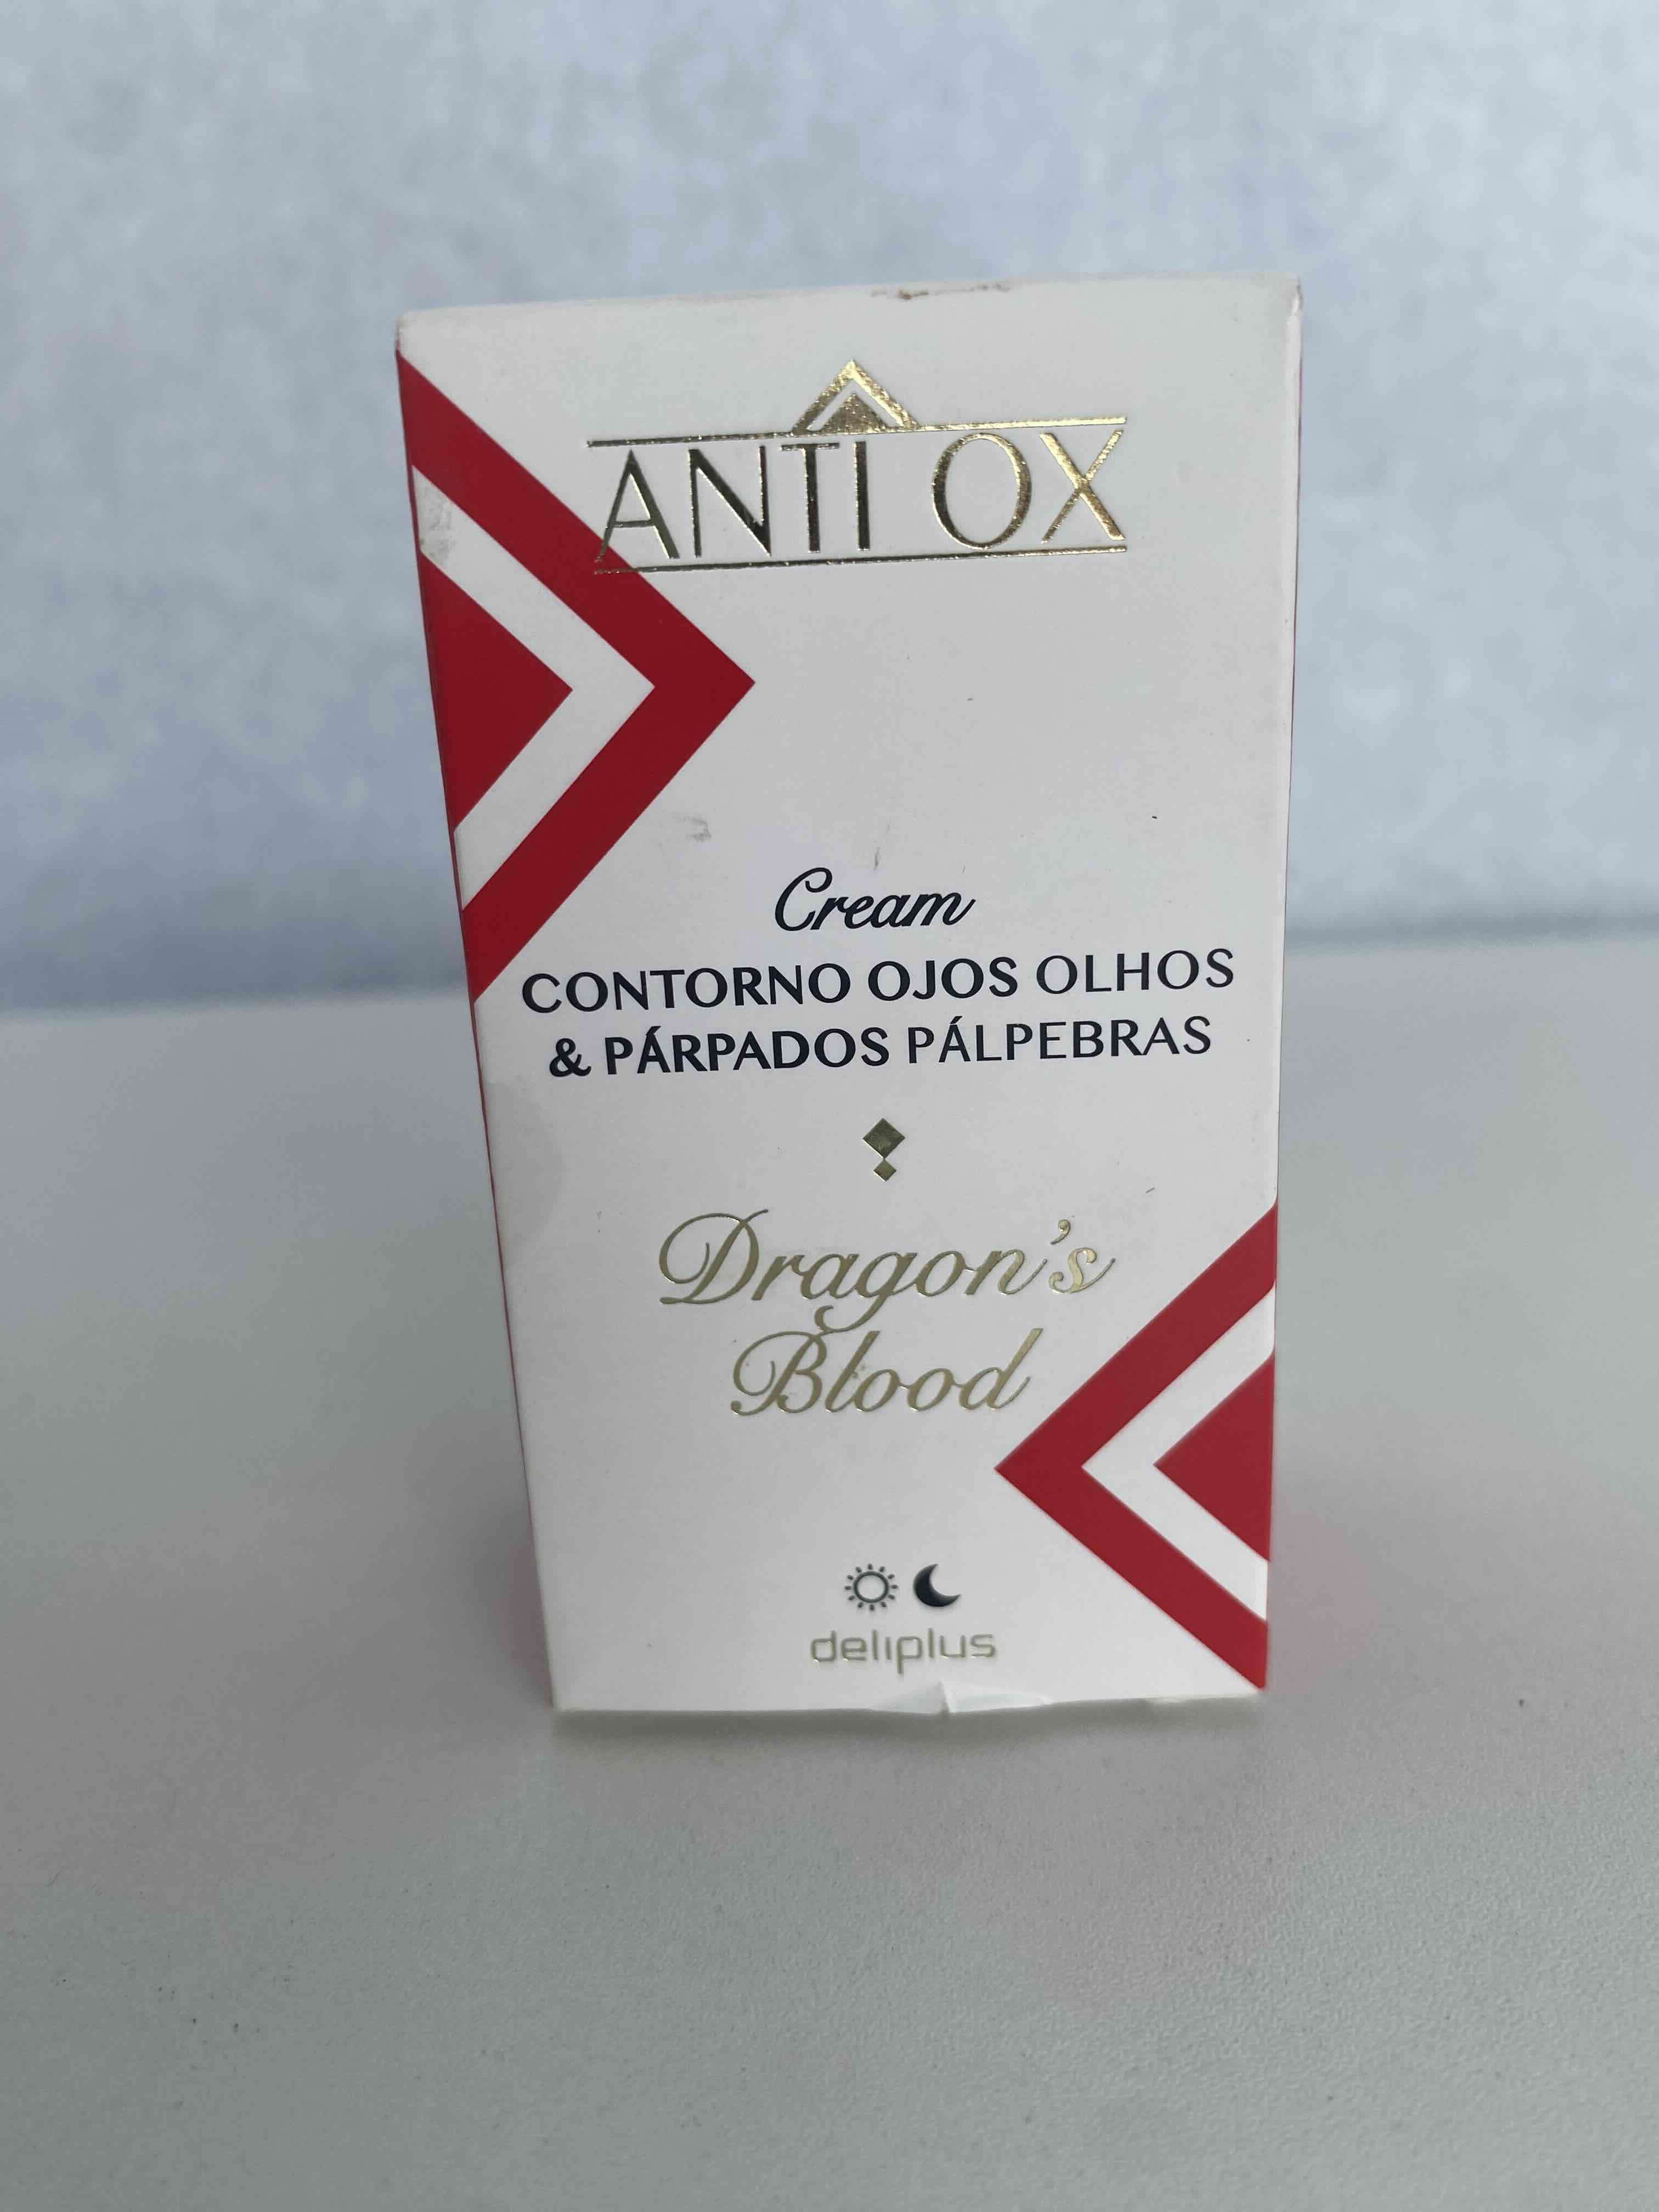 ANTI OX
Cream
CONTORNO OJOS OLHOS
& PÁRPADOS PÁLPEBRAS
Dragon's
Blood
deliplus